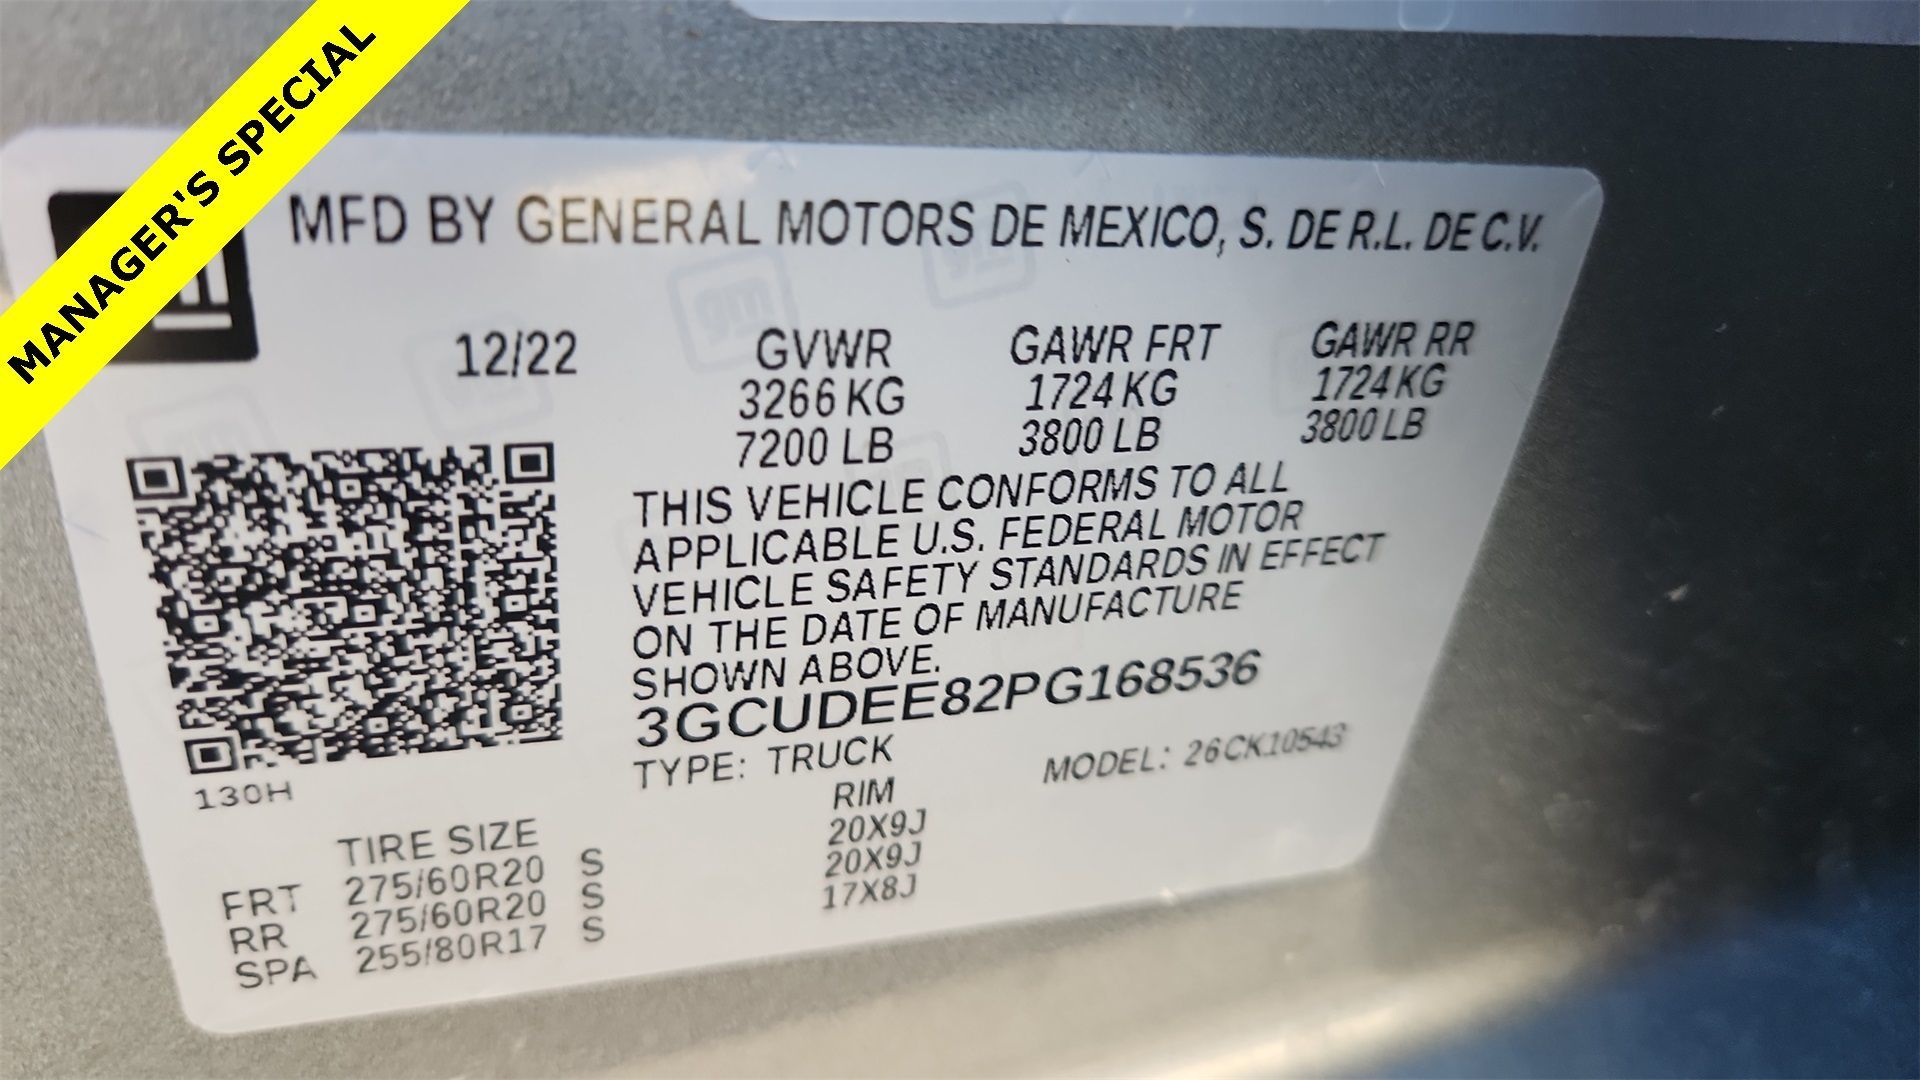 MANAGER'S SPECIAL
MFD BY GENERAL MOTORS DE MEXICO, S. DE R.L. DE C.V.
12/22 GVWR GAWR FRT GAWR RR
3266 KG 1724 KG 1724 KG
7200 LB 3800 LB 3800 LB
THIS VEHICLE CONFORMS TO ALL
APPLICABLE U.S. FEDERAL MOTOR
VEHICLE SAFETY STANDARDS IN EFFECT
ON THE DATE OF MANUFACTURE
SHOWN ABOVE.
3GCUDEE82PG168536
TYPE: TRUCK MODEL: 26CK10543
130H
TIRE SIZE RIM
FRT 275/60R20 S 20X9J
RR 275/60R20 S 20X9J
SPA 255/80R17 S 17X8J
gm
gm